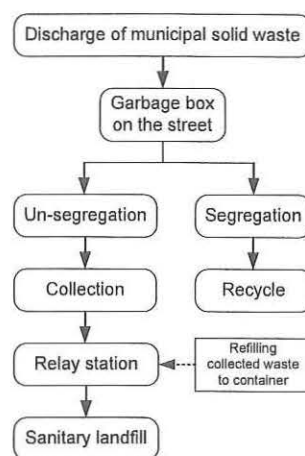 Discharge of municipal solid waste
Garbage box
on the street
Un-segregation
Segregation
Collection
Recycle
Relay station
Refilling
collected waste
to container
Sanitary landfill